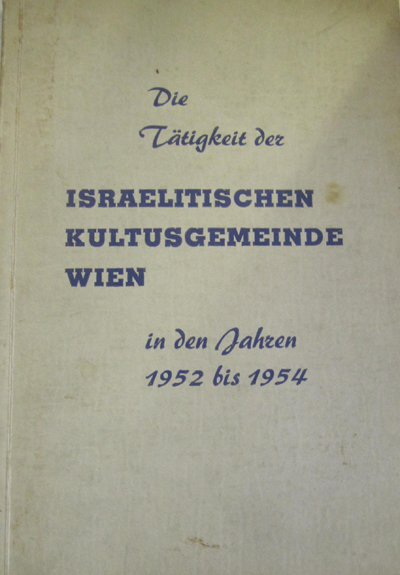 Die
Tätigkeit der
ISRAELITISCHEN
KULTUSGEMEINDE
WIEN
in den Jahren
1952 bis 1954